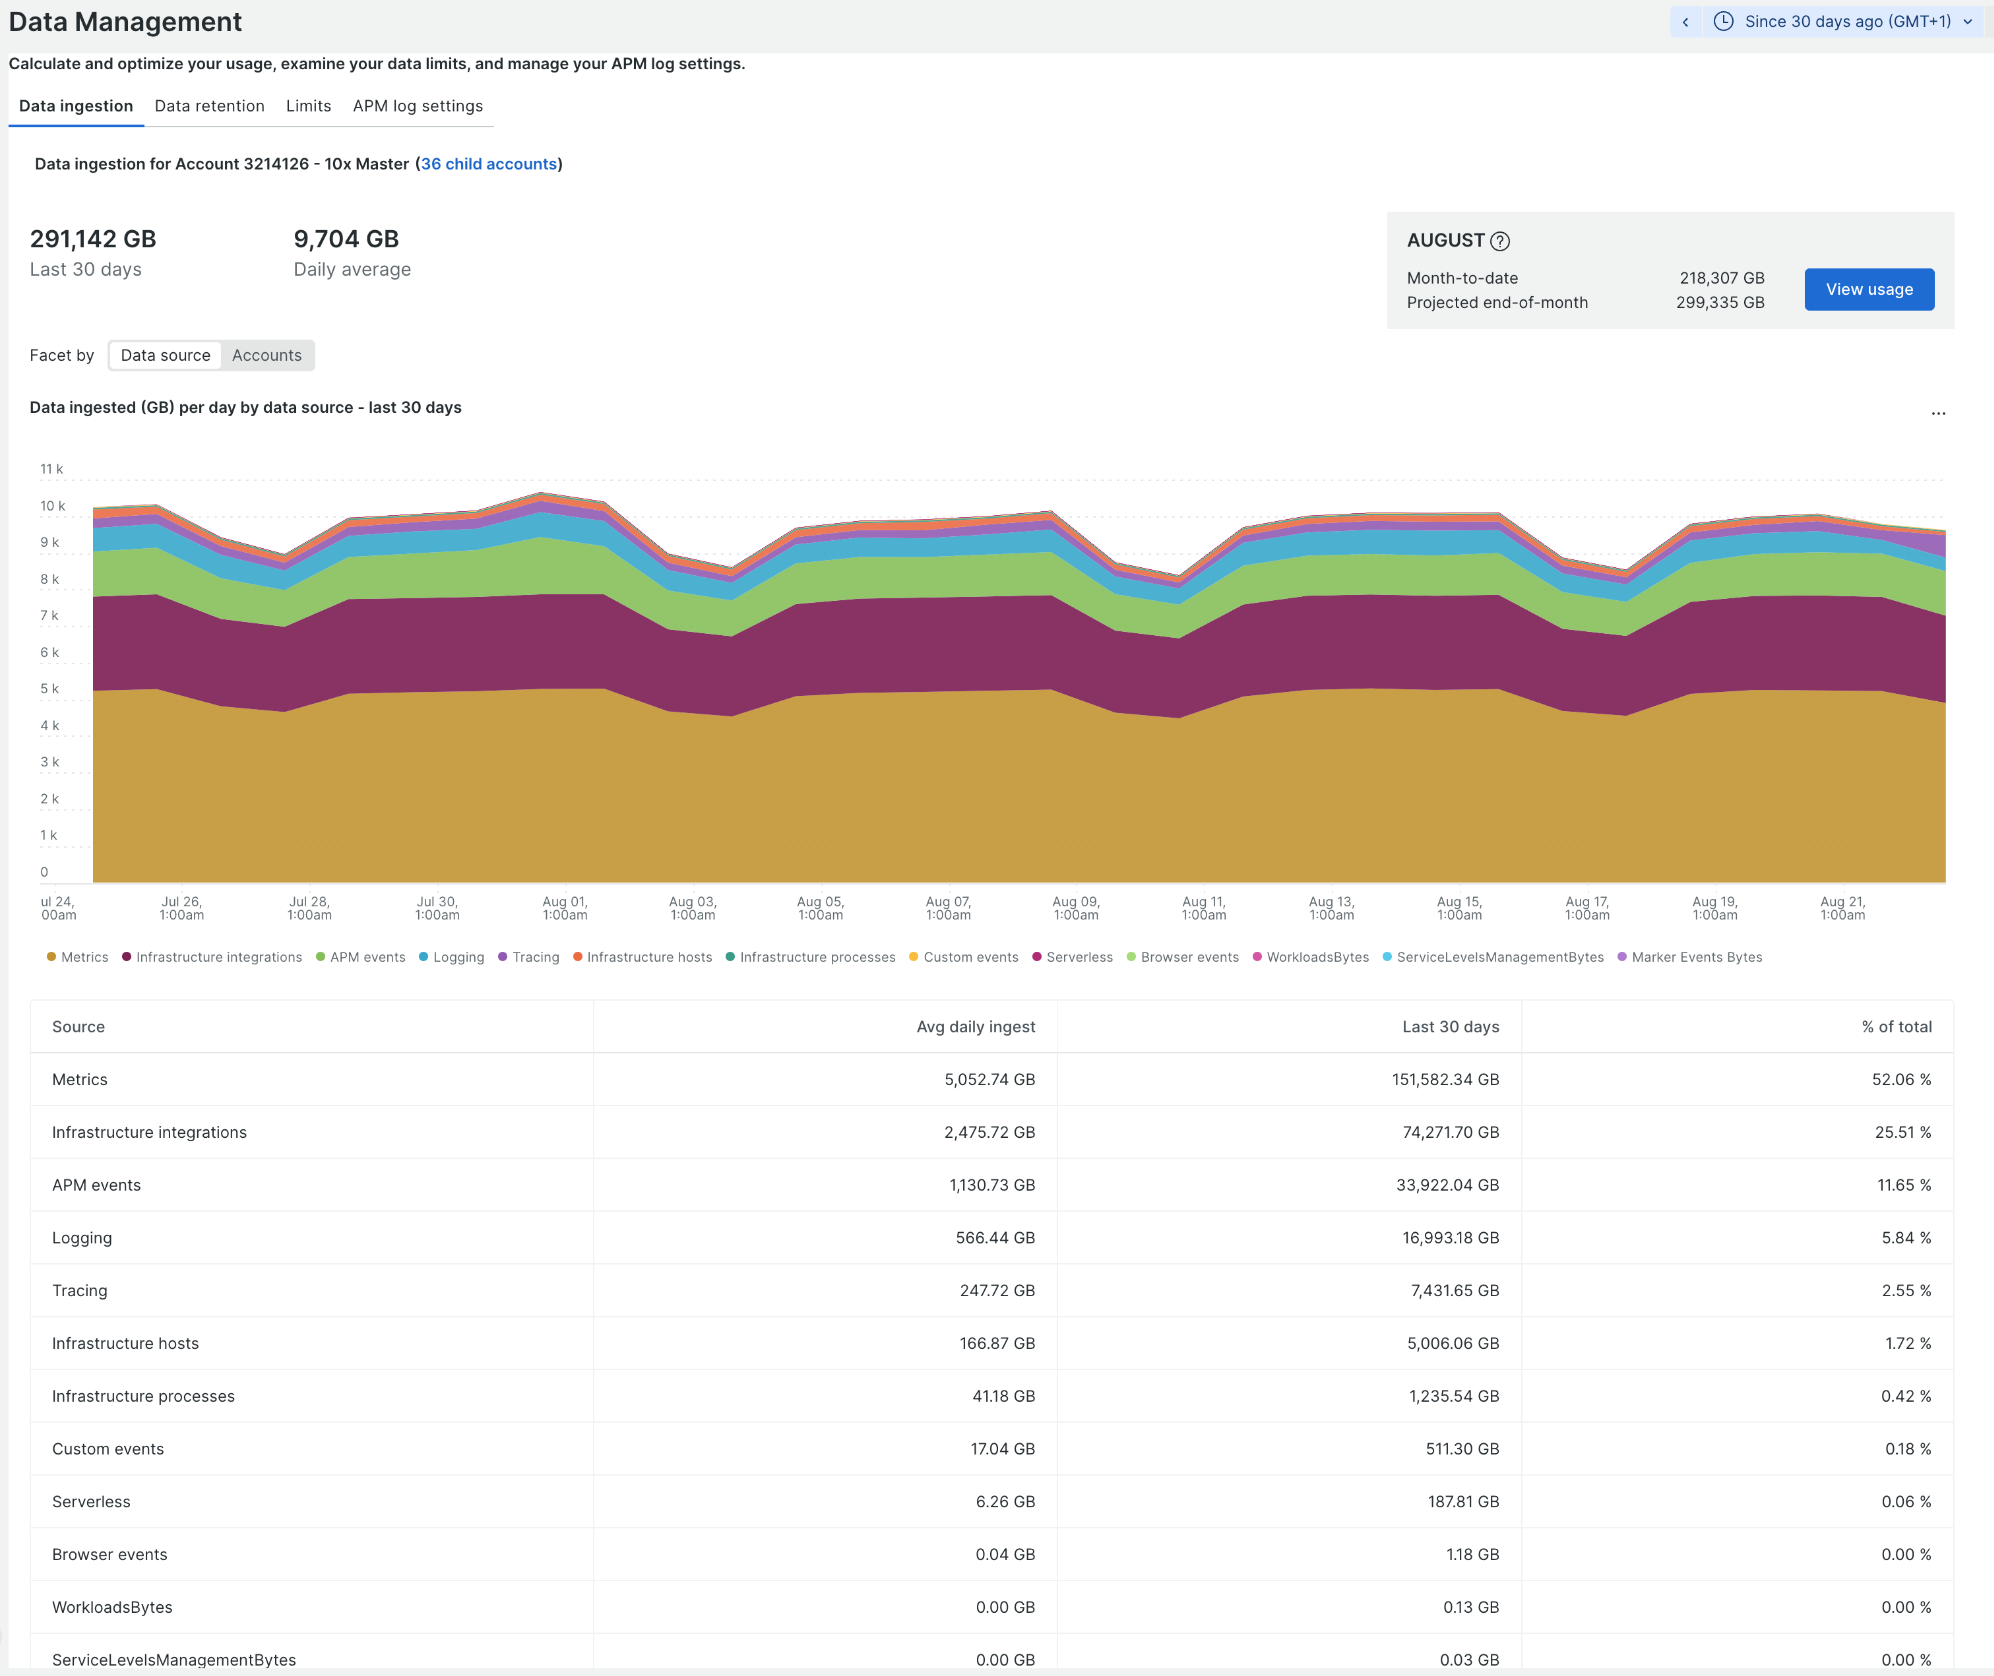 Data Management
Since 30 days ago (GMT+1)
Calculate and optimize your usage, examine your data limits, and manage your APM log settings.
Data ingestion Data retention Limits APM log settings
Data ingestion for Account 3214126 - 10x Master (36 child accounts)
291,142 GB
Last 30 days
9,704 GB
Daily average
AUGUST ?
Month-to-date 218,307 GB
Projected end-of-month 299,335 GB
View usage
Facet by Data source Accounts
Data ingested (GB) per day by data source - last 30 days
...
11 k
10 k
9 k
8 k
7 k
6 k
5 k
4 k
3 k
2 k
1 k
0
ul 24, Jul 26, Jul 28, Jul 30, Aug 01, Aug 03, Aug 05, Aug 07, Aug 09, Aug 11, Aug 13, Aug 15, Aug 17, Aug 19, Aug 21,
00am 1:00am 1:00am 1:00am 1:00am 1:00am 1:00am 1:00am 1:00am 1:00am 1:00am 1:00am 1:00am 1:00am 1:00am
Metrics Infrastructure integrations APM events Logging Tracing Infrastructure hosts Infrastructure processes Custom events Serverless Browser events WorkloadsBytes ServiceLevelsManagementBytes Marker Events Bytes
Source Avg daily ingest Last 30 days % of total
Metrics 5,052.74 GB 151,582.34 GB 52.06 %
Infrastructure integrations 2,475.72 GB 74,271.70 GB 25.51 %
APM events 1,130.73 GB 33,922.04 GB 11.65 %
Logging 566.44 GB 16,993.18 GB 5.84 %
Tracing 247.72 GB 7,431.65 GB 2.55 %
Infrastructure hosts 166.87 GB 5,006.06 GB 1.72 %
Infrastructure processes 41.18 GB 1,235.54 GB 0.42 %
Custom events 17.04 GB 511.30 GB 0.18 %
Serverless 6.26 GB 187.81 GB 0.06 %
Browser events 0.04 GB 1.18 GB 0.00 %
WorkloadsBytes 0.00 GB 0.13 GB 0.00 %
ServiceLevelsManagementBytes 0.00 GB 0.03 GB 0.00 %